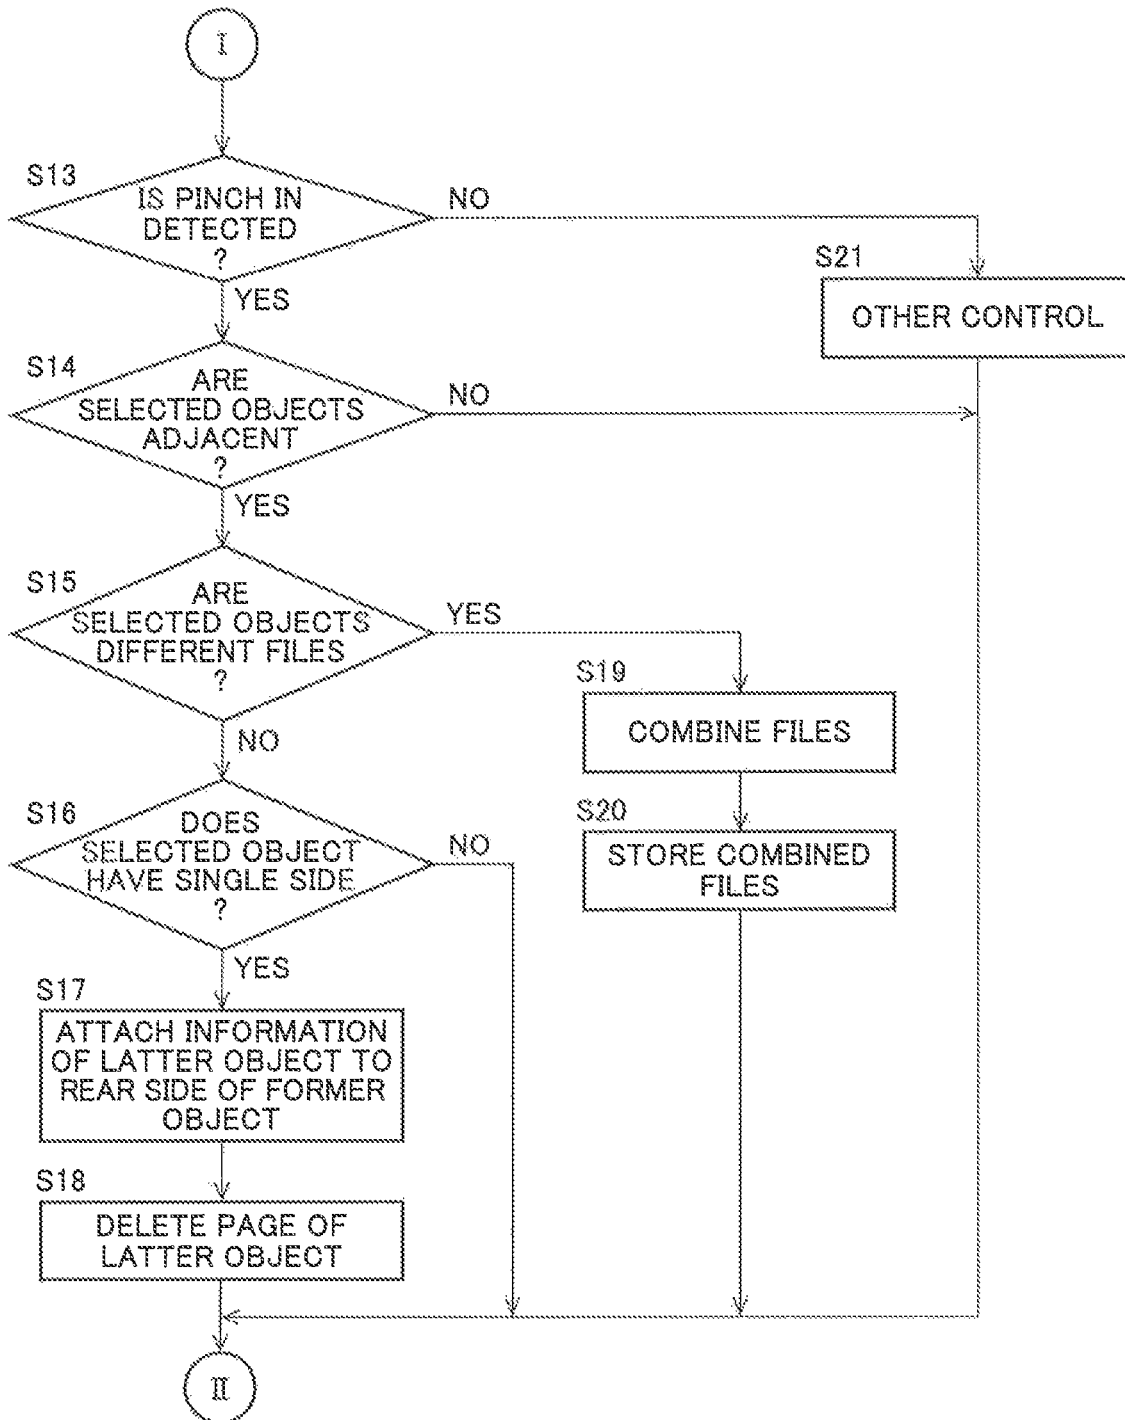 I
S13
IS PINCH IN
DETECTED
?
NO
YES
S21
OTHER CONTROL
S14
ARE
SELECTED OBJECTS
ADJACENT
?
NO
YES
S15
ARE
SELECTED OBJECTS
DIFFERENT FILES
?
YES
NO
S19
COMBINE FILES
S20
STORE COMBINED
FILES
S16
DOES
SELECTED OBJECT
HAVE SINGLE SIDE
?
NO
YES
S17
ATTACH INFORMATION
OF LATTER OBJECT TO
REAR SIDE OF FORMER
OBJECT
S18
DELETE PAGE OF
LATTER OBJECT
II